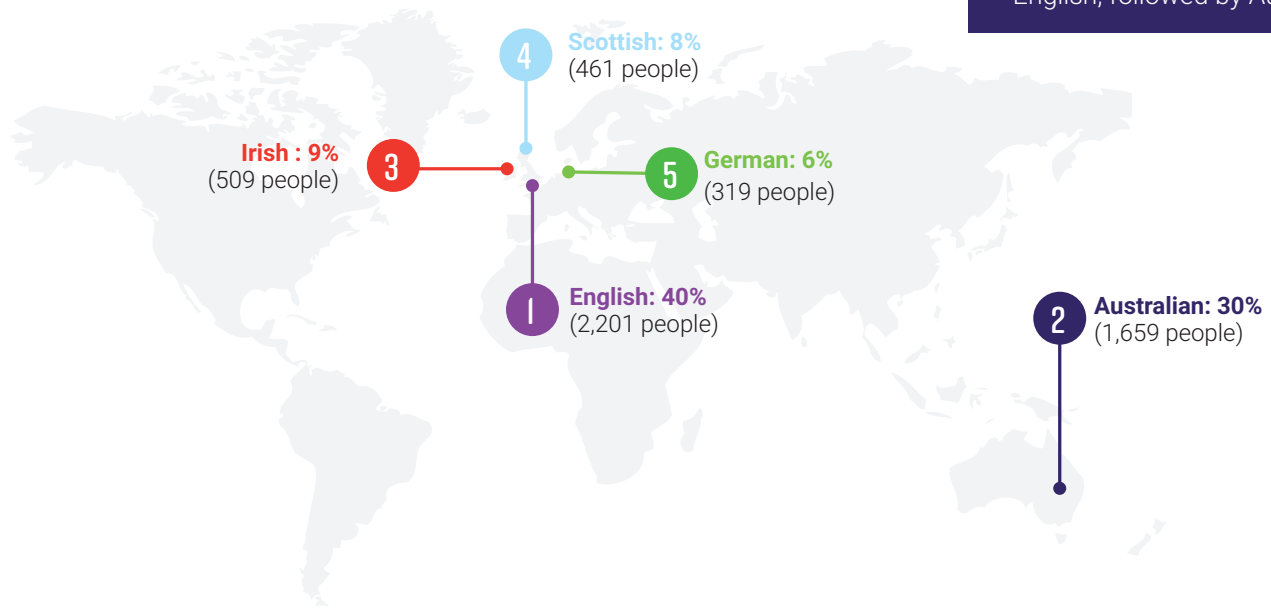 English, followed by
4
Scottish: 8%
(461 people)
Irish : 9%
(509 people)
3
5
German: 6%
(319 people)
1
English: 40%
(2,201 people)
2
Australian: 30%
(1,659 people)